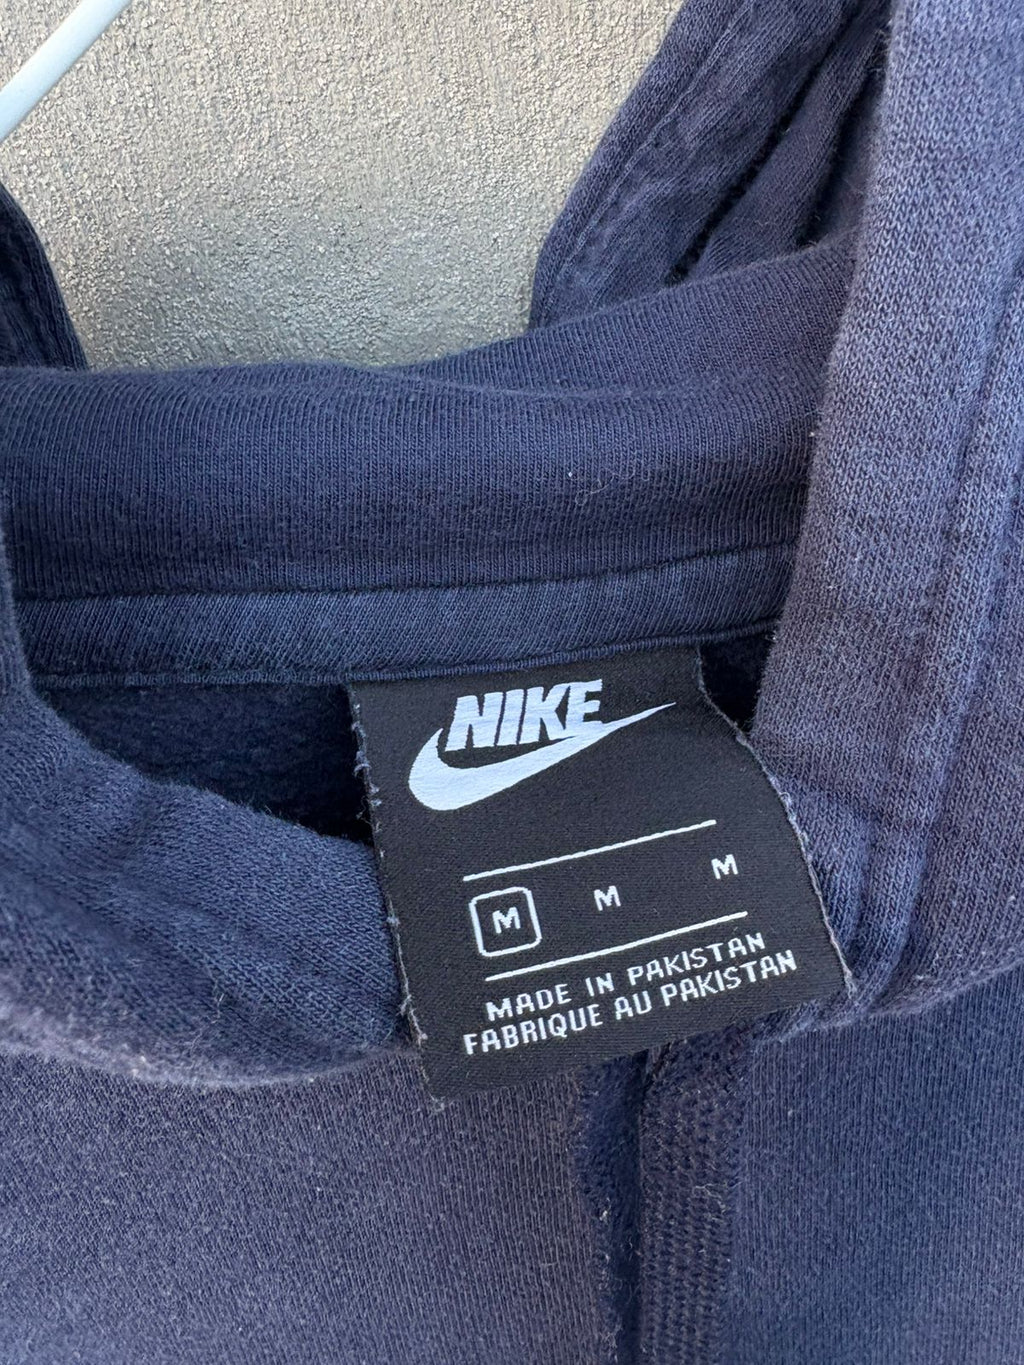 NIKE
M M M
MADE IN PAKISTAN
FABRIQUE AU PAKISTAN